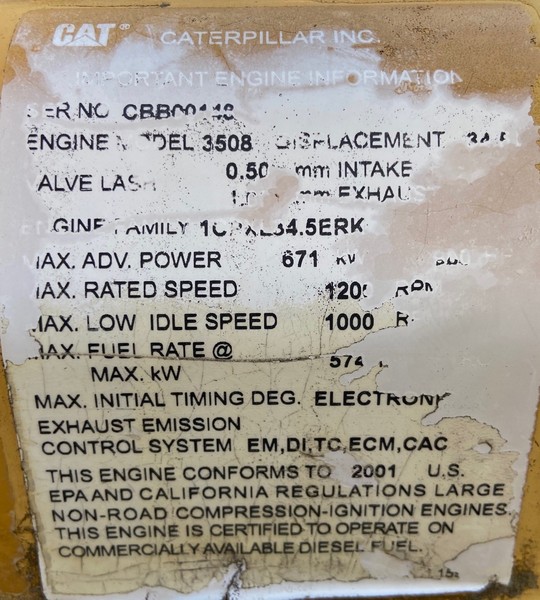 CAT® CATERPILLAR INC.
IMPORTANT ENGINE INFORMATION
SER NO
ENGINE MODEL 3508 DISPLACEMENT
VALVE LASH 0.50 mm INTAKE
mm EXHAUST
ENGINE FAMILY
MAX. ADV. POWER 671 kW
MAX. RATED SPEED RPM
MAX. LOW IDLE SPEED 1000
MAX. FUEL RATE @ 574
MAX. kW
MAX. INITIAL TIMING DEG. ELECTRONIC
EXHAUST EMISSION
CONTROL SYSTEM EM,DI,TC,ECM,CAC
THIS ENGINE CONFORMS TO 2001 U.S.
EPA AND CALIFORNIA REGULATIONS LARGE
NON-ROAD COMPRESSION-IGNITION ENGINES.
THIS ENGINE IS CERTIFIED TO OPERATE ON
COMMERCIALLY AVAILABLE DIESEL FUEL.